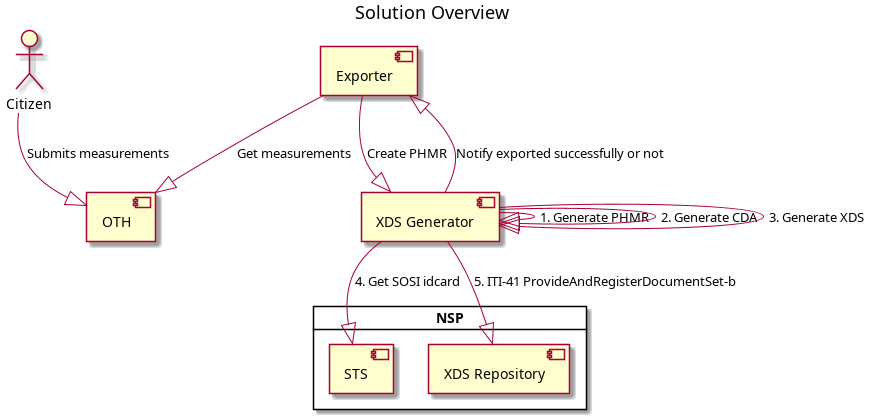 Solution Overview
Exporter
Citizen
Submits measurements
Get measurements
Create PHMR
Notify exported successfully or not
OTH
XDS Generator
1. Generate PHMR
2. Generate CDA
3. Generate XDS
4. Get SOSI idcard
5. ITI-41 ProvideAndRegisterDocumentSet-b
NSP
STS
XDS Repository